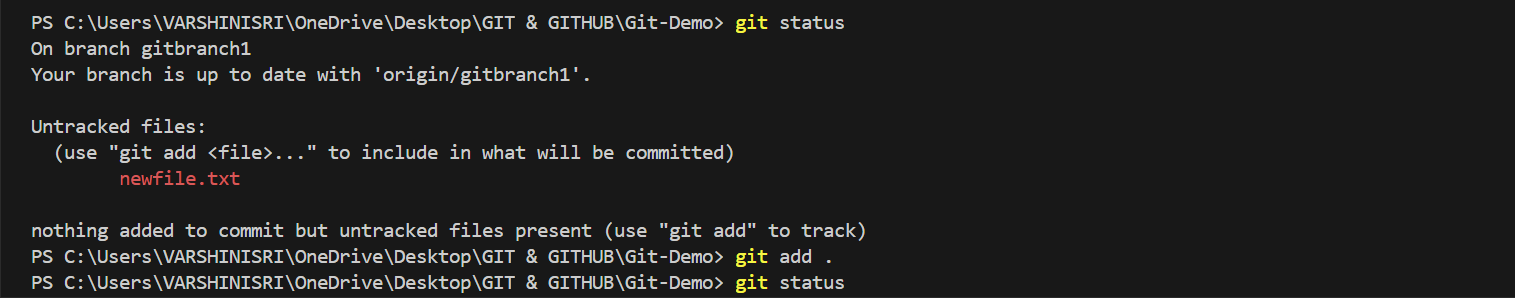 PS C:\Users\VARSHINISRI\OneDrive\Desktop\GIT & GITHUB\Git-Demo> git status
On branch gitbranch1
Your branch is up to date with 'origin/gitbranch1'.
Untracked files:
(use "git add <file>..." to include in what will be committed)
newfile.txt
nothing added to commit but untracked files present (use "git add" to track)
PS C:\Users\VARSHINISRI\OneDrive\Desktop\GIT & GITHUB\Git-Demo> git add .
PS C:\Users\VARSHINISRI\OneDrive\Desktop\GIT & GITHUB\Git-Demo> git status